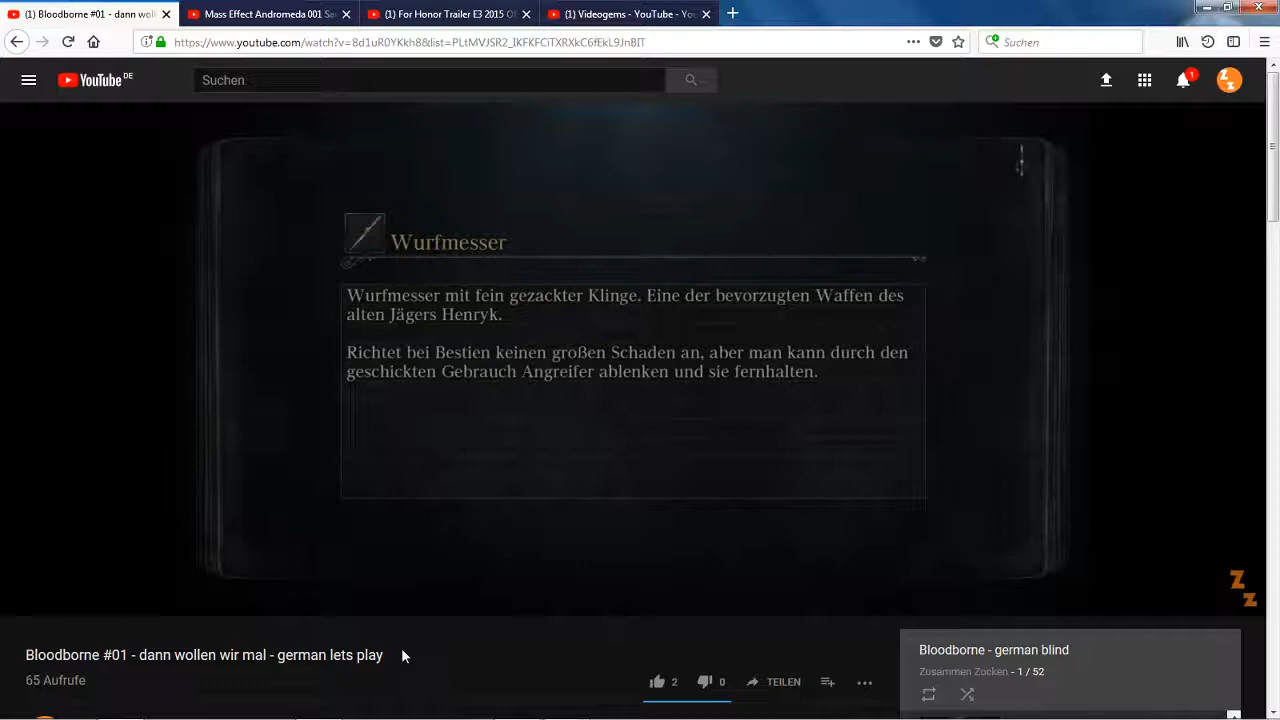 (1) Bloodborne #01 - dann woll
Mass Effect Andromeda 001 Sa
(1) For Honor Trailer E3 2015 Of
(1) Videogems - YouTube - Yo
https://www.youtube.com/watch?v=8d1uR0YKkh8&list=PLtMVJSR2_IKFKFCiTXRXkC6fEkL9JnBIT
Suchen
YouTube DE
Suchen
1
Wurfmesser
Wurfmesser mit fein gezackter Klinge. Eine der bevorzugten Waffen des
alten Jägers Henryk.
Richtet bei Bestien keinen großen Schaden an, aber man kann durch den
geschickten Gebrauch Angreifer ablenken und sie fernhalten.
Z
Z
Bloodborne #01 - dann wollen wir mal - german lets play
65 Aufrufe
2
0
TEILEN
Bloodborne - german blind
Zusammen Zocken - 1 / 52